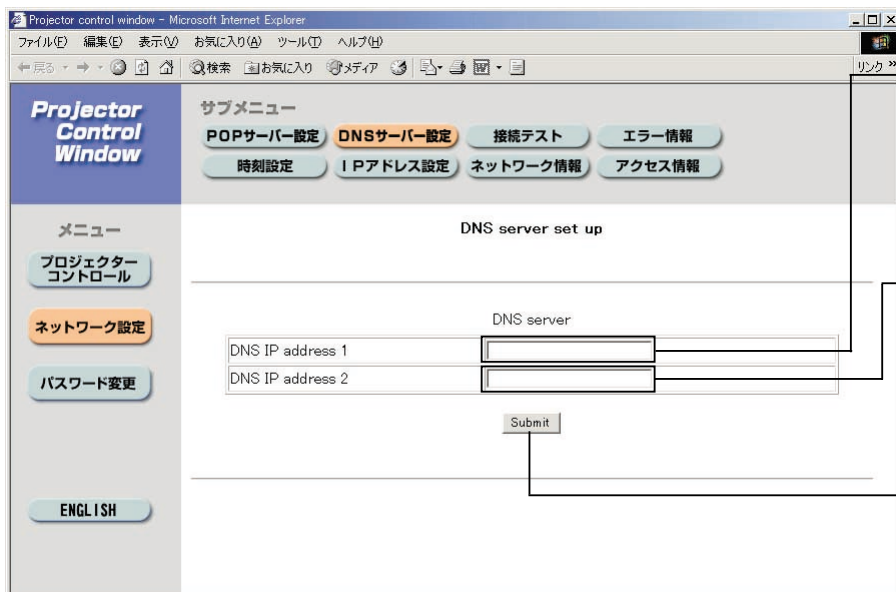 Projector control window - Microsoft Internet Explorer
ファイル(F) 編集(E) 表示(V) お気に入り(A) ツール(T) ヘルプ(H)
戻る 検索 お気に入り メディア リンク »
Projector
Control
Window
サブメニュー
POPサーバー設定 DNSサーバー設定 接続テスト エラー情報
時刻設定 IPアドレス設定 ネットワーク情報 アクセス情報
メニュー
プロジェクター
コントロール
ネットワーク設定
パスワード変更
ENGLISH
DNS server set up
DNS server
DNS IP address 1
DNS IP address 2
Submit